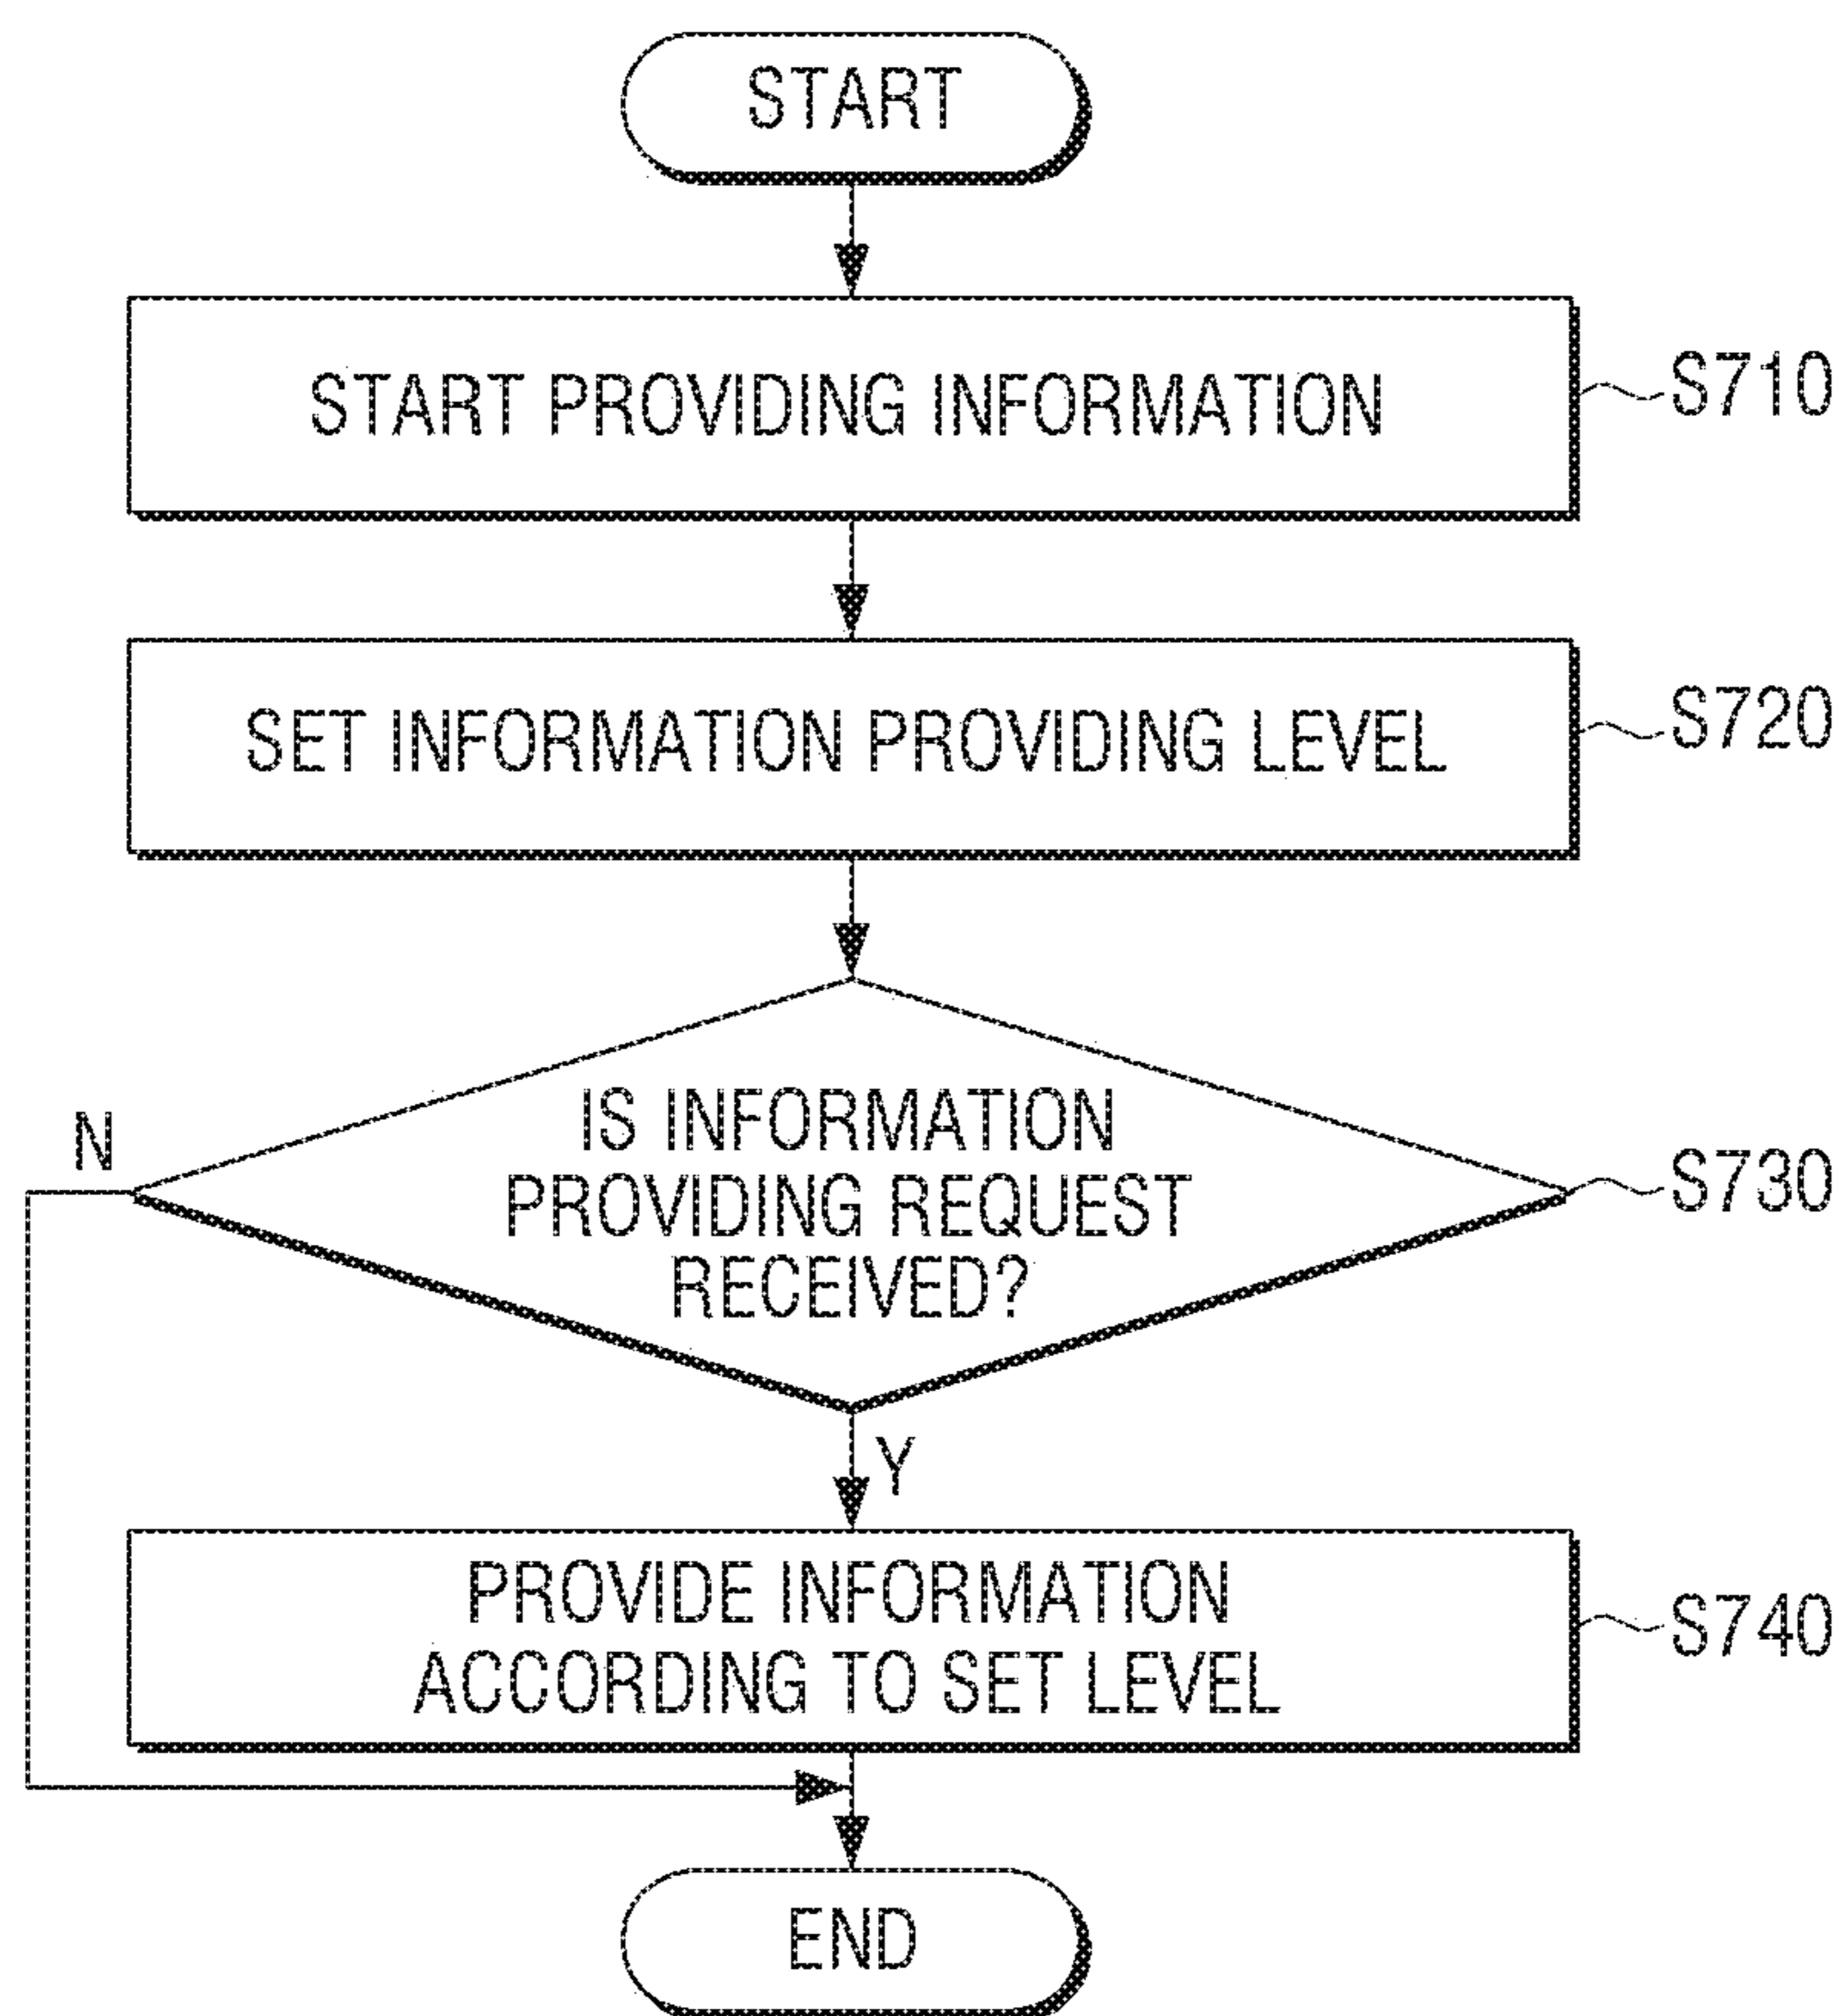 START
START PROVIDING INFORMATION
S710
SET INFORMATION PROVIDING LEVEL
S720
N
IS INFORMATION
PROVIDING REQUEST
RECEIVED?
S730
Y
PROVIDE INFORMATION
ACCORDING TO SET LEVEL
S740
END